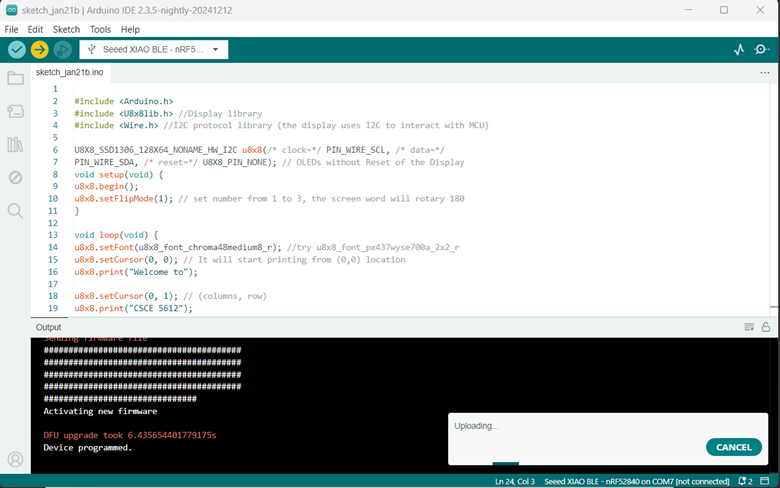 sketch_jan21b | Arduino IDE 2.3.5-nightly-20241212
File Edit Sketch Tools Help
Seeed XIAO BLE - nRF5...
sketch_jan21b.ino
1
2 #include <Arduino.h>
3 #include <U8x8lib.h> //Display library
4 #include <Wire.h> //I2C protocol library (the display uses I2C to interact with MCU)
5
6 U8X8_SSD1306_128X64_NONAME_HW_I2C u8x8(/* clock=*/ PIN_WIRE_SCL, /* data=*/
7 PIN_WIRE_SDA, /* reset=*/ U8X8_PIN_NONE); // OLEDs without Reset of the Display
8 void setup(void) {
9 u8x8.begin();
10 u8x8.setFlipMode(1); // set number from 1 to 3, the screen word will rotary 180
11 }
12
13 void loop(void) {
14 u8x8.setFont(u8x8_font_chroma48medium8_r); //try u8x8_font_px437wyse700a_2x2_r
15 u8x8.setCursor(0, 0); // It will start printing from (0,0) location
16 u8x8.print("Welcome to");
17
18 u8x8.setCursor(0, 1); // (columns, row)
19 u8x8.print("CSCE 5612");
Output
Sending firmware file
########################################
########################################
########################################
########################################
###############################
Activating new firmware
DFU upgrade took 6.435654401779175s
Device programmed.
Uploading...
CANCEL
Ln 24, Col 3 Seeed XIAO BLE - nRF52840 on COM7 [not connected] 2